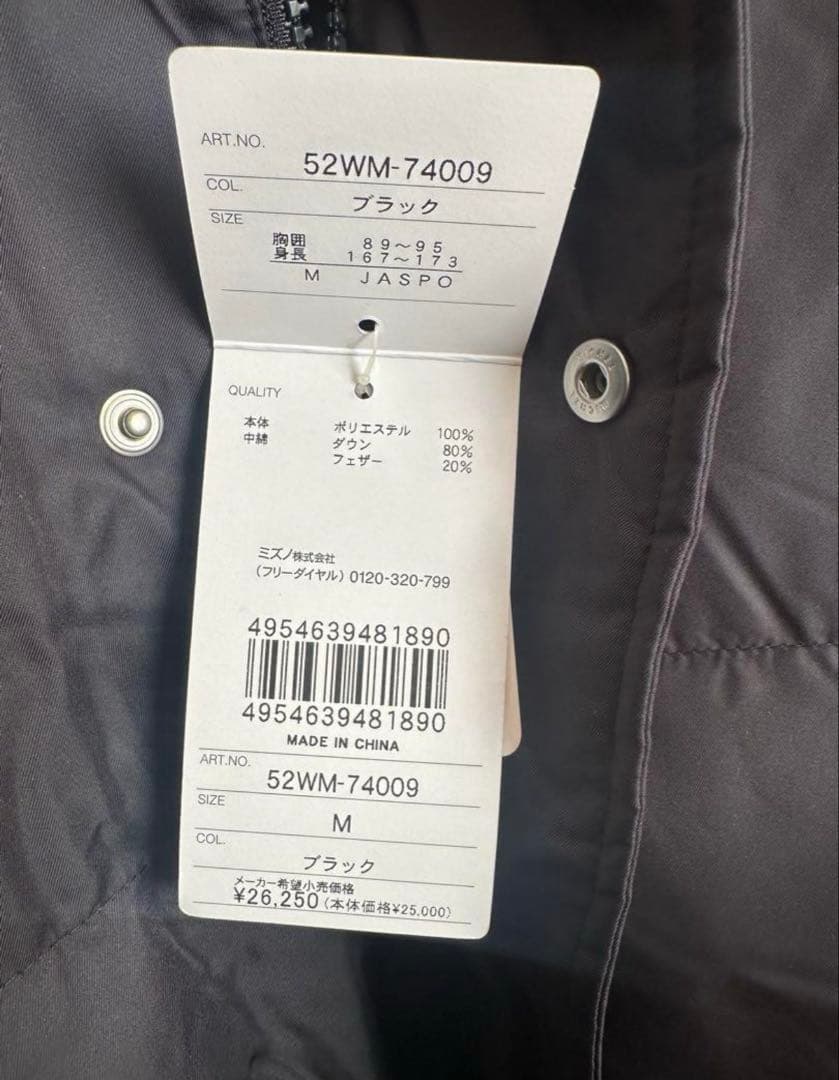 ART.NO.
52WM-74009
COL.
ブラック
SIZE
胸囲 89~95
身長 167~173
M JASPO
QUALITY
本体 ポリエステル 100%
中綿 ダウン 80%
フェザー 20%
ミズノ株式会社
(フリーダイヤル) 0120-320-799
4954639481890
4954639481890
MADE IN CHINA
ART.NO.
52WM-74009
SIZE
M
COL.
ブラック
メーカー希望小売価格
¥26,250 (本体価格¥25.000)